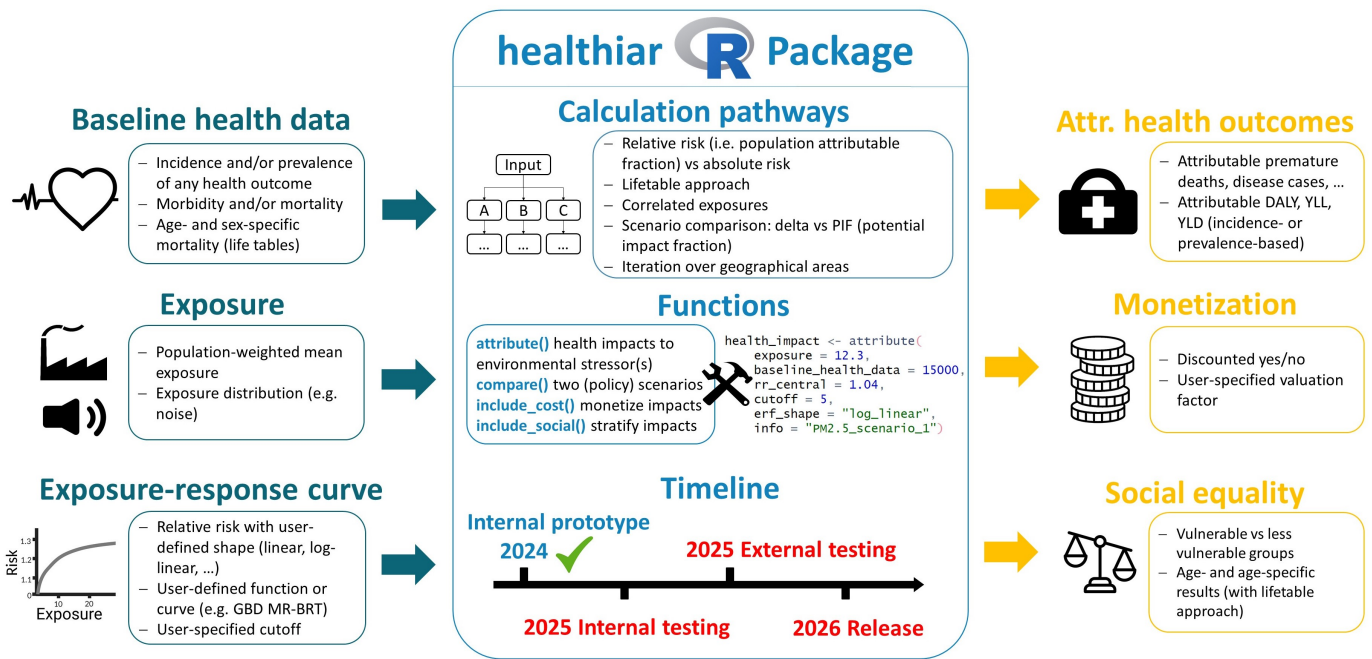 healthiar R Package
Baseline health data
– Incidence and/or prevalence
of any health outcome
– Morbidity and/or mortality
– Age- and sex-specific
mortality (life tables)
Exposure
– Population-weighted mean
exposure
– Exposure distribution (e.g.
noise)
Exposure-response curve
Risk
1.3
1.2
1.1
0
10
20
Exposure
– Relative risk with user-
defined shape (linear, log-
linear, ...)
– User-defined function or
curve (e.g. GBD MR-BRT)
– User-specified cutoff
Calculation pathways
Input
A
B
C
...
...
...
– Relative risk (i.e. population attributable
fraction) vs absolute risk
– Lifetable approach
– Correlated exposures
– Scenario comparison: delta vs PIF (potential
impact fraction)
– Iteration over geographical areas
Functions
attribute() health impacts to
environmental stressor(s)
compare() two (policy) scenarios
include_cost() monetize impacts
include_social() stratify impacts
health_impact <- attribute(
exposure = 12.3,
baseline_health_data = 15000,
rr_central = 1.04,
cutoff = 5,
erf_shape = "log_linear",
info = "PM2.5_scenario_1")
Timeline
Internal prototype
2024
2025 External testing
2025 Internal testing
2026 Release
Attr. health outcomes
– Attributable premature
deaths, disease cases, ...
– Attributable DALY, YLL,
YLD (incidence- or
prevalence-based)
Monetization
– Discounted yes/no
– User-specified valuation
factor
Social equality
– Vulnerable vs less
vulnerable groups
– Age- and age-specific
results (with lifetable
approach)